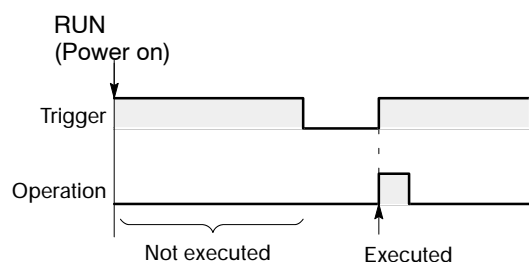 RUN
(Power on)
Trigger
Operation
Not executed
Executed